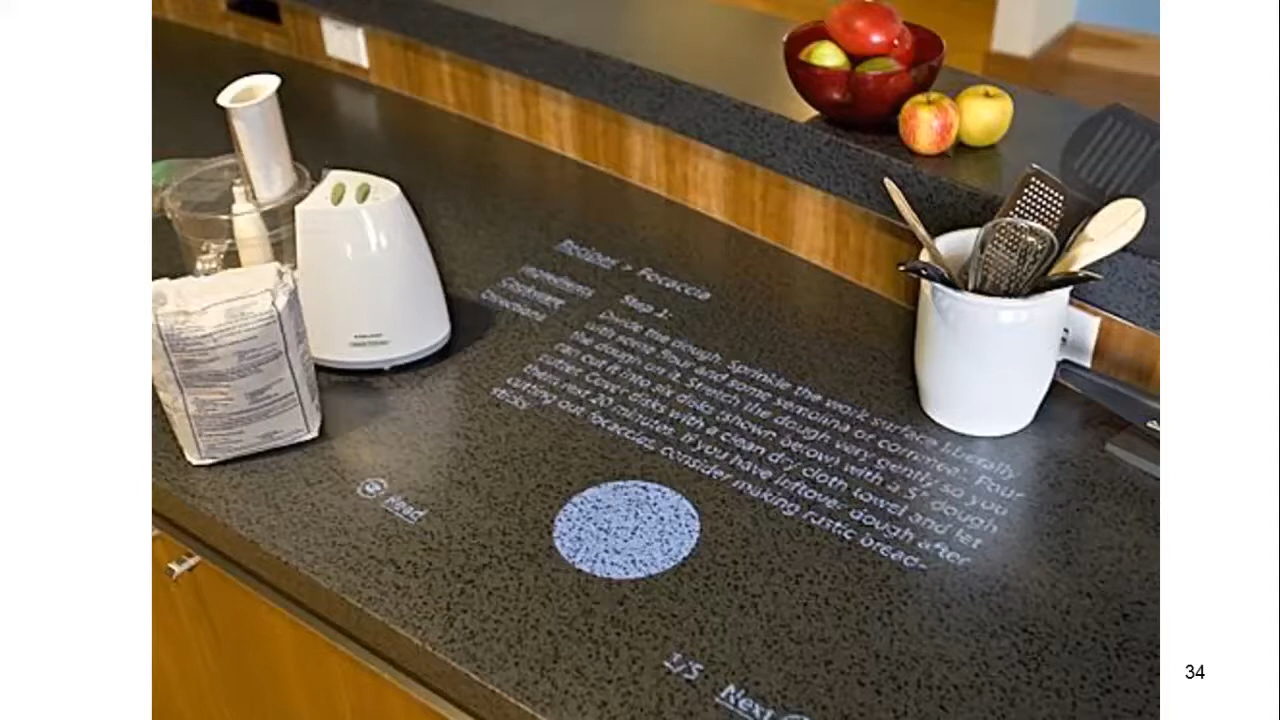 Recipes > Focaccia
Ingredients
Directions
Step 1:
Divide the dough. Sprinkle the work surface liberally
with some flour and some semolina or cornmeal. Pour
the dough on it. Stretch the dough very gently so you
can cut it into six disks shown below with a 5" dough
cutter. Cover disks with a clean dry cloth towel and let
them rest 20 minutes. If you have leftover dough after
cutting out focaccias, consider making rustic bread-
sticks.
Read
1/5
Next
34